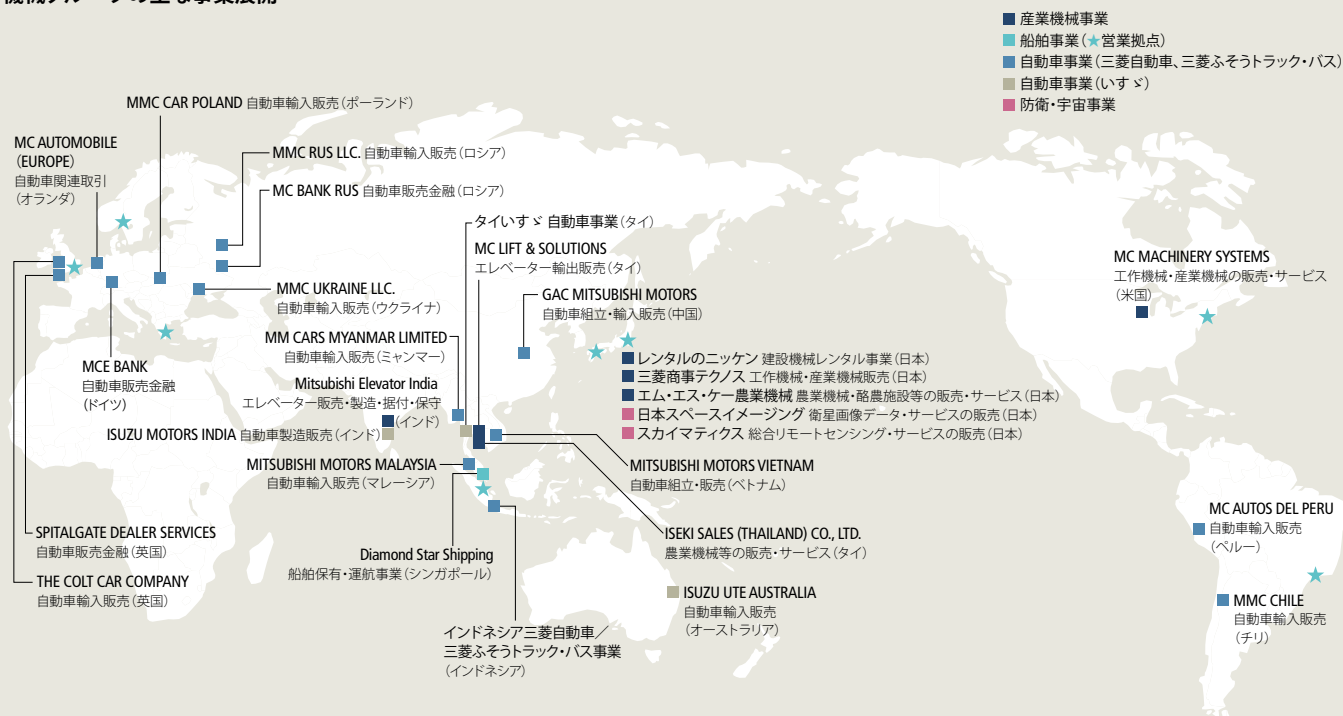 産業機械事業
船舶事業(★営業拠点)
自動車事業(三菱自動車、三菱ふそうトラック・バス)
自動車事業(いすゞ)
防衛・宇宙事業
MMC CAR POLAND 自動車輸入販売(ポーランド)
MC AUTOMOBILE
(EUROPE)
自動車関連取引
(オランダ)
MMC RUS LLC. 自動車輸入販売(ロシア)
MC BANK RUS 自動車販売金融(ロシア)
タイいすゞ 自動車事業(タイ)
MC LIFT & SOLUTIONS
エレベーター輸出販売(タイ)
MC MACHINERY SYSTEMS
工作機械・産業機械の販売・サービス
(米国)
MMC UKRAINE LLC.
自動車輸入販売(ウクライナ)
GAC MITSUBISHI MOTORS
自動車組立・輸入販売(中国)
MM CARS MYANMAR LIMITED
自動車輸入販売(ミャンマー)
MCE BANK
自動車販売金融
(ドイツ)
レンタルのニッケン 建設機械レンタル事業(日本)
三菱商事テクノス 工作機械・産業機械販売(日本)
エム・エス・ケー農業機械 農業機械・酪農施設等の販売・サービス(日本)
日本スペースイメージング 衛星画像データ・サービスの販売(日本)
スカイマティクス 総合リモートセンシング・サービスの販売(日本)
Mitsubishi Elevator India
エレベーター販売・製造・据付・保守
(インド)
ISUZU MOTORS INDIA 自動車製造販売(インド)
MITSUBISHI MOTORS MALAYSIA
自動車輸入販売(マレーシア)
MITSUBISHI MOTORS VIETNAM
自動車組立・販売(ベトナム)
SPITALGATE DEALER SERVICES
自動車販売金融(英国)
THE COLT CAR COMPANY
自動車輸入販売(英国)
Diamond Star Shipping
船舶保有・運航事業(シンガポール)
ISEKI SALES (THAILAND) CO., LTD.
農業機械等の販売・サービス(タイ)
MC AUTOS DEL PERU
自動車輸入販売
(ペルー)
ISUZU UTE AUSTRALIA
自動車輸入販売
(オーストラリア)
MMC CHILE
自動車輸入販売
(チリ)
インドネシア三菱自動車/
三菱ふそうトラック・バス事業
(インドネシア)